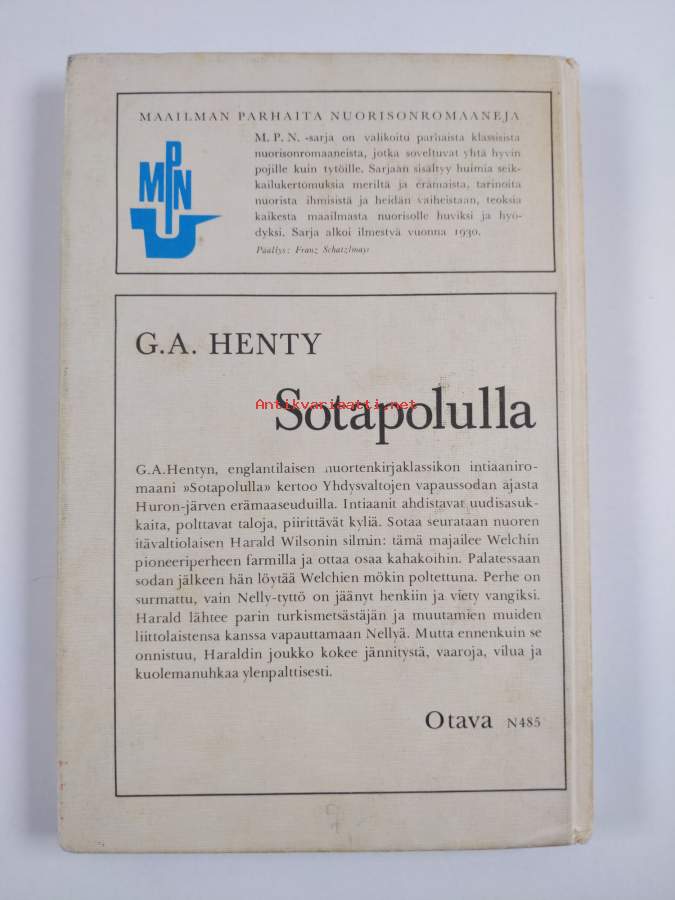 MAAILMAN PARHAITA NUORISONROMAANEJA
MPN
M. P. N. -sarja on valikoitu parhaista klassisista
nuorisonromaaneista, jotka soveltuvat yhtä hyvin
pojille kuin tytöille. Sarjaan sisältyy huimia seik-
kailukertomuksia meriltä ja erämaista, tarinoita
nuorista ihmisistä ja heidän vaiheistaan, teoksia
kaikesta maailmasta nuorisolle huviksi ja hyö-
dyksi. Sarja alkoi ilmestyä vuonna 1930.
Päällys: Franz Schatzlmayr
G.A. HENTY
Antikvariaatti.net
Sotapolulla
G.A.Hentyn, englantilaisen nuortenkirjaklassikon intiaaniro-
maani »Sotapolulla» kertoo Yhdysvaltojen vapaussodan ajasta
Huron-järven erämaaseuduilla. Intiaanit ahdistavat uudisasuk-
kaita, polttavat taloja, piirittävät kyliä. Sotaa seurataan nuoren
itävaltiolaisen Harald Wilsonin silmin: tämä majailee Welchin
pioneeriperheen farmilla ja ottaa osaa kahakoihin. Palatessaan
sodan jälkeen hän löytää Welchien mökin poltettuna. Perhe on
surmattu, vain Nelly-tyttö on jäänyt henkiin ja viety vangiksi.
Harald lähtee parin turkismetsästäjän ja muutamien muiden
liittolaistensa kanssa vapauttamaan Nellyä. Mutta ennenkuin se
onnistuu, Haraldin joukko kokee jännitystä, vaaroja, vilua ja
kuolemanuhkaa ylenpalttisesti.
Otava N485